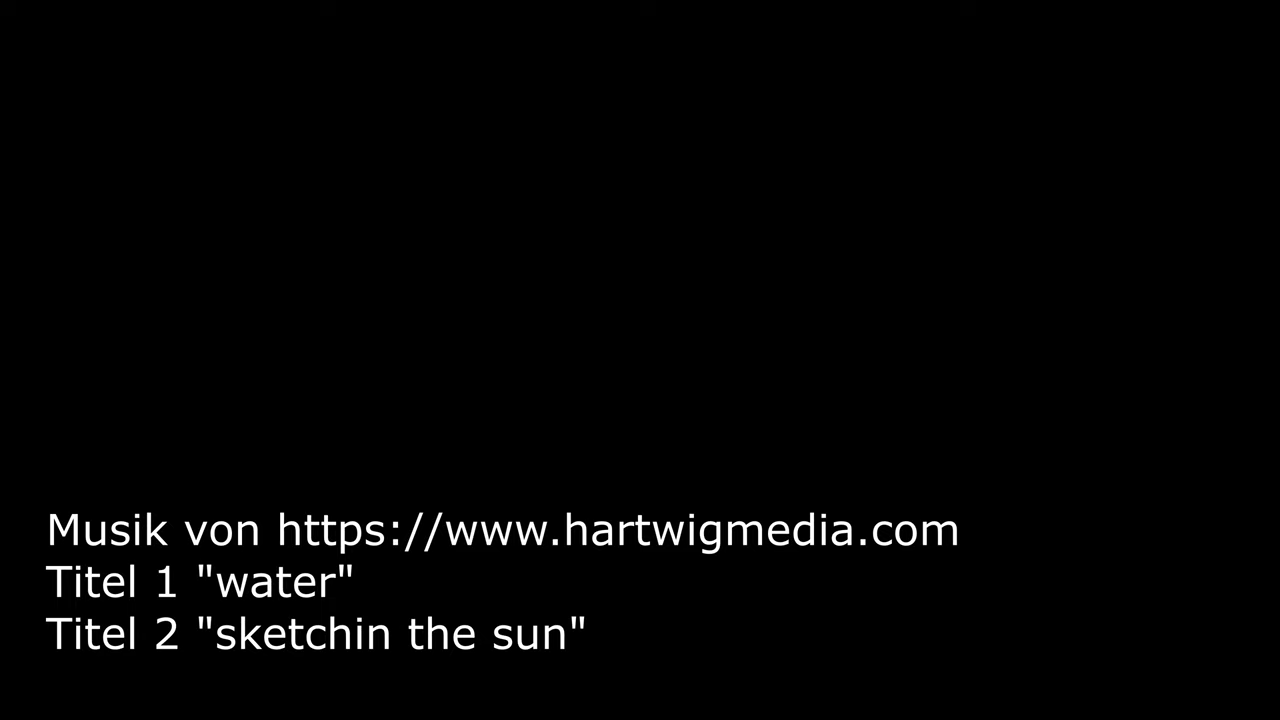 Musik von https://www.hartwigmedia.com
Titel 1 "water"
Titel 2 "sketchin the sun"